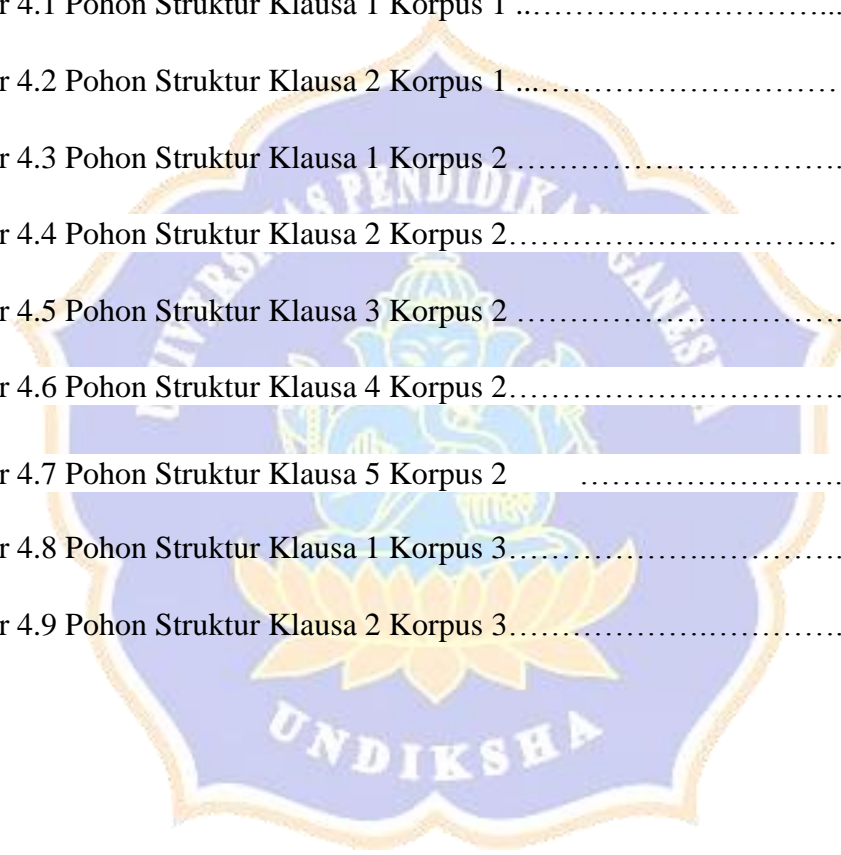 r 4.1 Pohon Struktur Klausa 1 Korpus 1 ..………………………...
r 4.2 Pohon Struktur Klausa 2 Korpus 1 ...………………………
r 4.3 Pohon Struktur Klausa 1 Korpus 2 ………………………….
UNIVERSITAS PENDIDIKAN GANESHA
r 4.4 Pohon Struktur Klausa 2 Korpus 2…………………………
r 4.5 Pohon Struktur Klausa 3 Korpus 2 ………………………….
r 4.6 Pohon Struktur Klausa 4 Korpus 2……………….………….
r 4.7 Pohon Struktur Klausa 5 Korpus 2 …………………….
r 4.8 Pohon Struktur Klausa 1 Korpus 3……………….………….
r 4.9 Pohon Struktur Klausa 2 Korpus 3……………….………….
UNDIKSHA